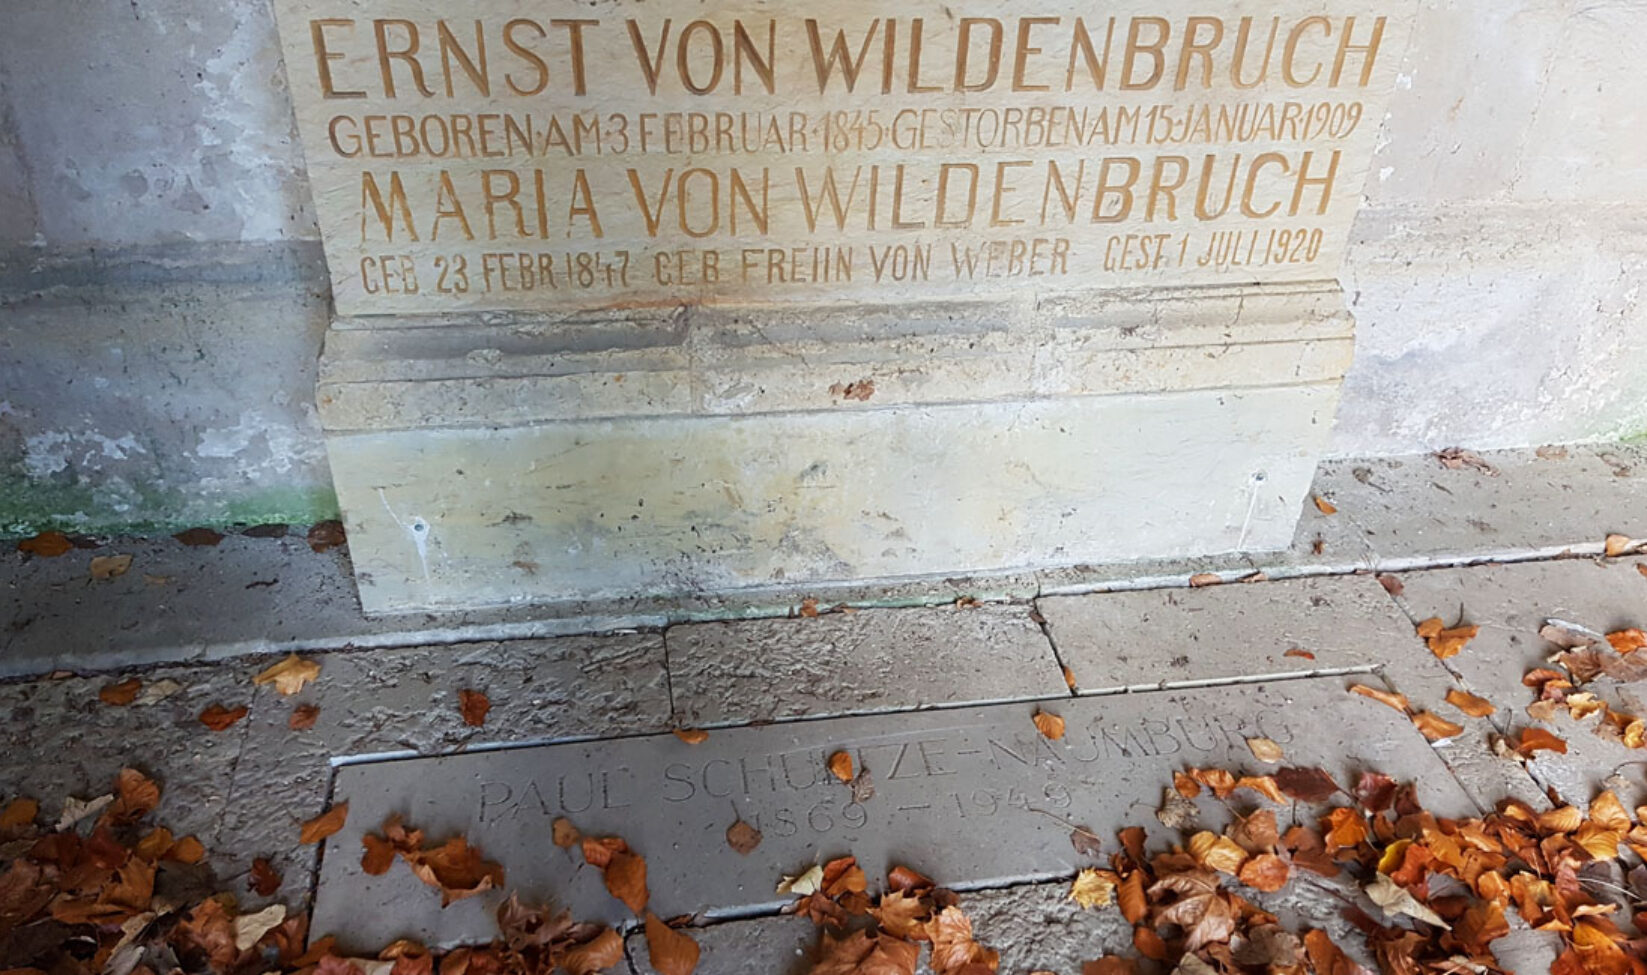 ERNST VON WILDENBRUCH
GEBOREN·AM·3 FEBRUAR·1845·GESTORBEN·AM 15·JANUAR·1909
MARIA VON WILDENBRUCH
GEB 23 FEBR 1847 GEB FREIIN VON WEBER GEST. 1 JULI 1920
PAUL SCHULTZE-NAUMBURG
1869 – 1949